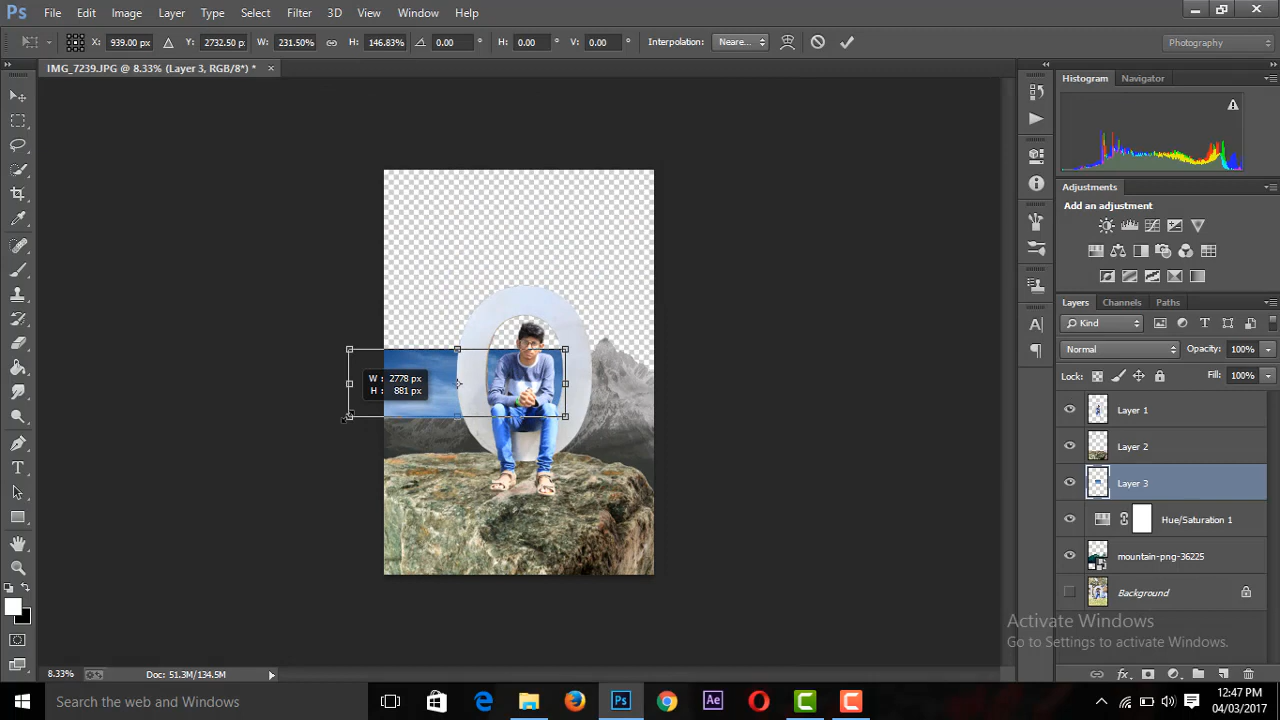 Ps File Edit Image Layer Type Select Filter 3D View Window Help
X: 939.00 px Y: 2732.50 px W: 231.50% H: 146.83% 0.00 ° H: 0.00 ° V: 0.00 ° Interpolation: Neare... Photography
IMG_7239.JPG @ 8.33% (Layer 3, RGB/8*) * ×
Histogram Navigator
Adjustments
Add an adjustment
Layers Channels Paths
Kind
Normal Opacity: 100%
Lock: Fill: 100%
Layer 1
Layer 2
Layer 3
Hue/Saturation 1
mountain-png-36225
Background
W : 2778 px
H : 881 px
Activate Windows
Go to Settings to activate Windows.
8.33% Doc: 51.3M/134.5M
Search the web and Windows
Ps Ae
12:47 PM
04/03/2017